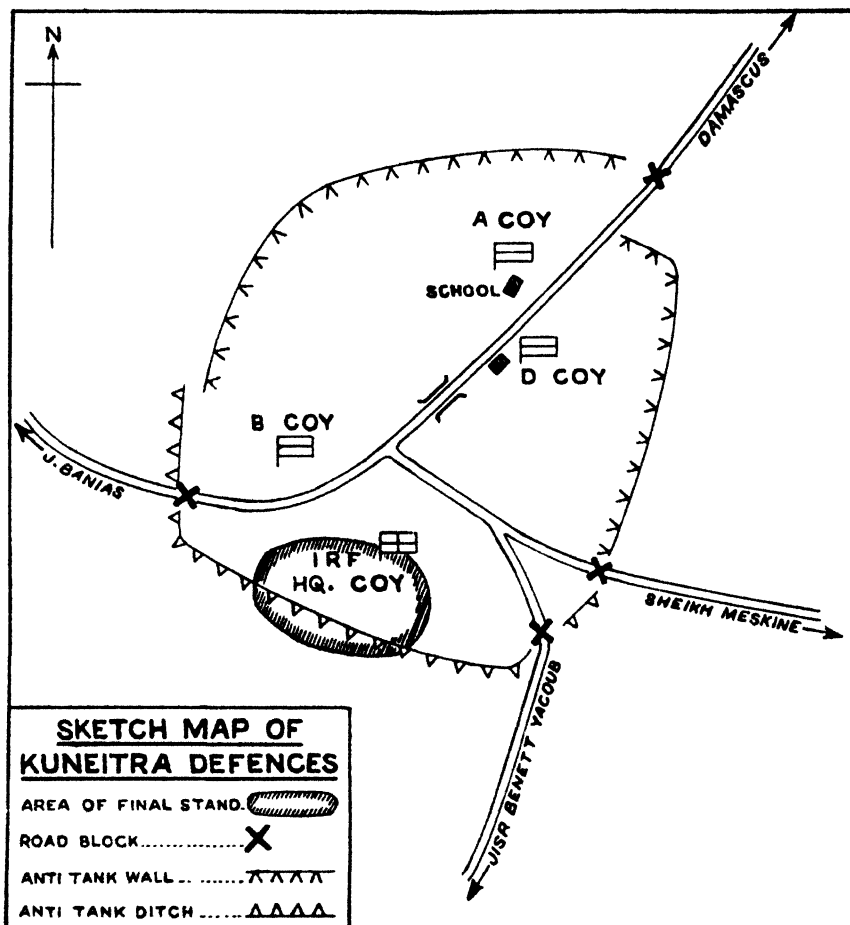 N
DAMASCUS
A COY
SCHOOL
D COY
B COY
J. BANIAS
IRF
HQ. COY
SHEIKH MESKINE
JISR BENETT YACOUB
SKETCH MAP OF
KUNEITRA DEFENCES
AREA OF FINAL STAND.
ROAD BLOCK...............
ANTI TANK WALL.. ........
ANTI TANK DITCH ......